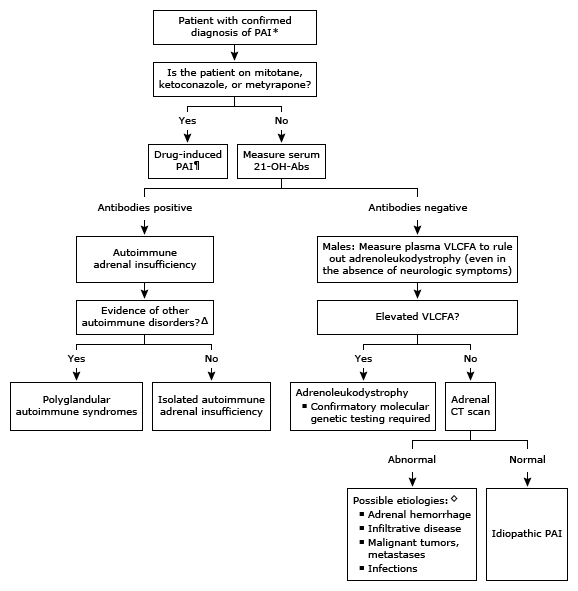 Patient with confirmed
diagnosis of PAI*
Is the patient on mitotane,
ketoconazole, or metyrapone?
Yes
No
Drug-induced
PAI¶
Measure serum
21-OH-Abs
Antibodies positive
Antibodies negative
Autoimmune
adrenal insufficiency
Males: Measure plasma VLCFA to rule
out adrenoleukodystrophy (even in
the absence of neurologic symptoms)
Evidence of other
autoimmune disorders?Δ
Elevated VLCFA?
Yes
No
Yes
No
Polyglandular
autoimmune syndromes
Isolated autoimmune
adrenal insufficiency
Adrenoleukodystrophy
▪ Confirmatory molecular
genetic testing required
Adrenal
CT scan
Abnormal
Normal
Possible etiologies:◇
▪ Adrenal hemorrhage
▪ Infiltrative disease
▪ Malignant tumors,
metastases
▪ Infections
Idiopathic PAI